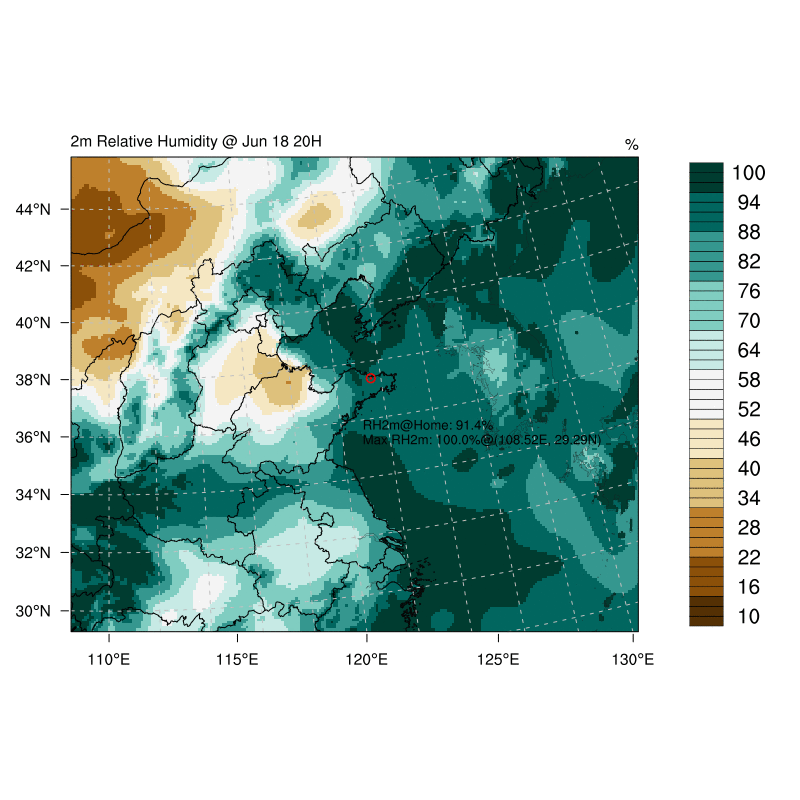 2m Relative Humidity @ Jun 18 20H
%
44°N
42°N
40°N
38°N
36°N
34°N
32°N
30°N
110°E
115°E
120°E
125°E
130°E
RH2m@Home: 91.4%
Max RH2m: 100.0%@(108.52E, 29.29N)
100
94
88
82
76
70
64
58
52
46
40
34
28
22
16
10